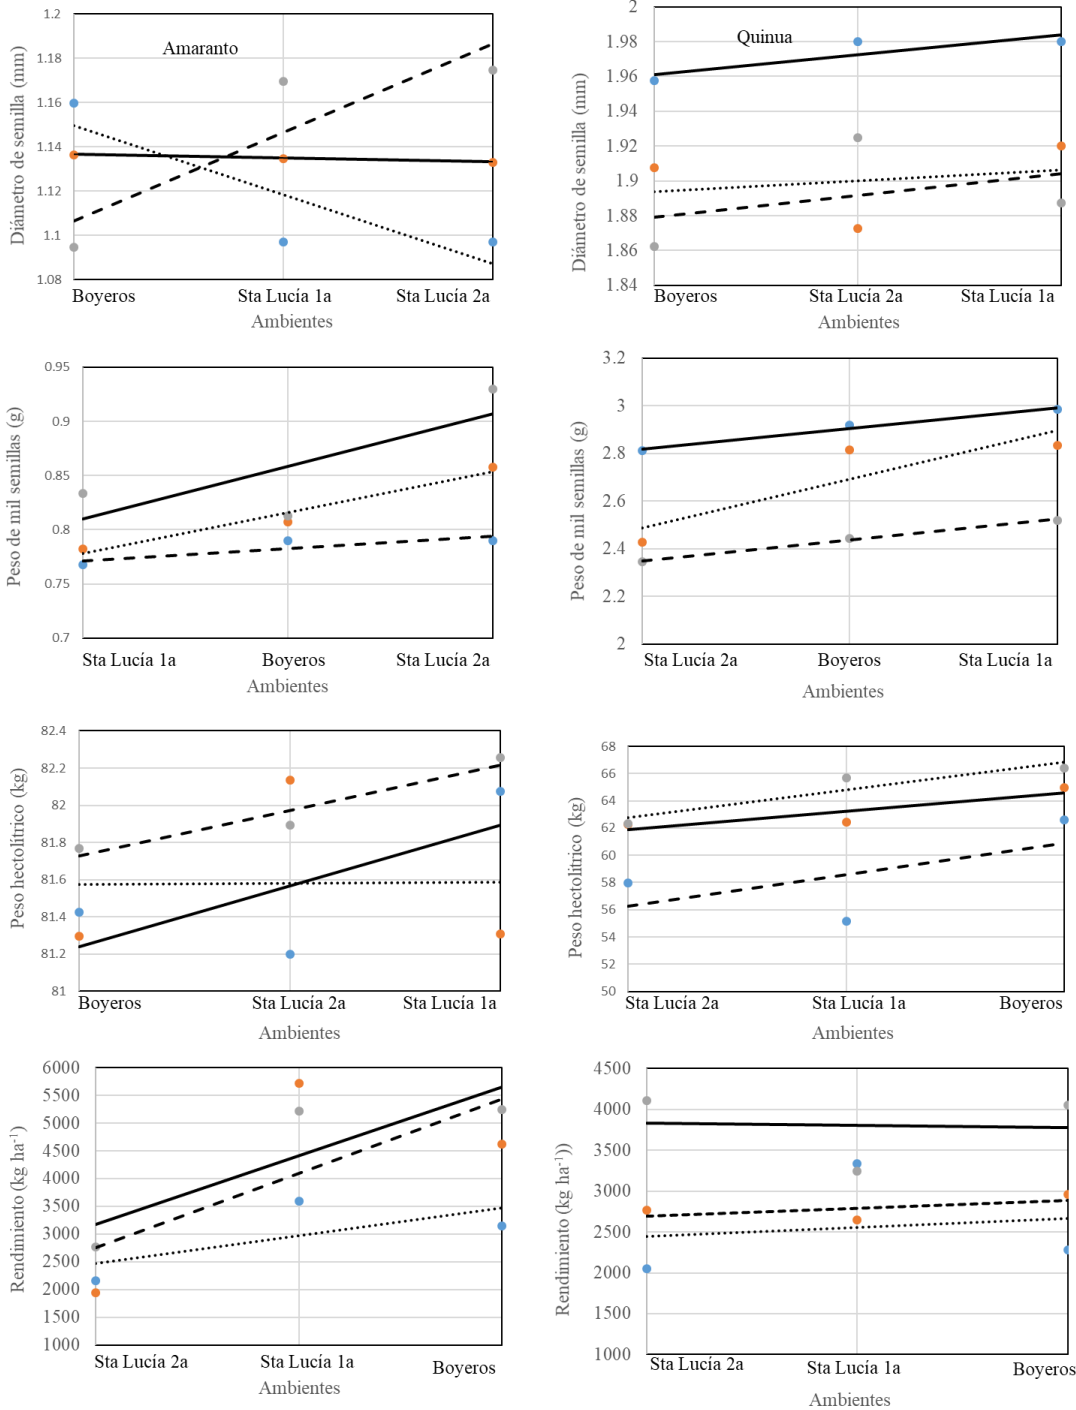 Amaranto
Diámetro de semilla (mm)
1.2
1.18
1.16
1.14
1.12
1.1
1.08
Boyeros Sta Lucía 1a Sta Lucía 2a
Ambientes
Quinua
Diámetro de semilla (mm)
2
1.98
1.96
1.94
1.92
1.9
1.88
1.86
1.84
Boyeros Sta Lucía 2a Sta Lucía 1a
Ambientes
Peso de mil semillas (g)
0.95
0.9
0.85
0.8
0.75
0.7
Sta Lucía 1a Boyeros Sta Lucía 2a
Ambientes
Peso de mil semillas (g)
3.2
3
2.8
2.6
2.4
2.2
2
Sta Lucía 2a Boyeros Sta Lucía 1a
Ambientes
Peso hectolítrico (kg)
82.4
82.2
82
81.8
81.6
81.4
81.2
81
Boyeros Sta Lucía 2a Sta Lucía 1a
Ambientes
Peso hectolítrico (kg)
68
66
64
62
60
58
56
54
52
50
Sta Lucía 2a Sta Lucía 1a Boyeros
Ambientes
Rendimiento (kg ha⁻¹)
6000
5500
5000
4500
4000
3500
3000
2500
2000
1500
1000
Sta Lucía 2a Sta Lucía 1a Boyeros
Ambientes
Rendimiento (kg ha⁻¹))
4500
4000
3500
3000
2500
2000
1500
1000
Sta Lucía 2a Sta Lucía 1a Boyeros
Ambientes